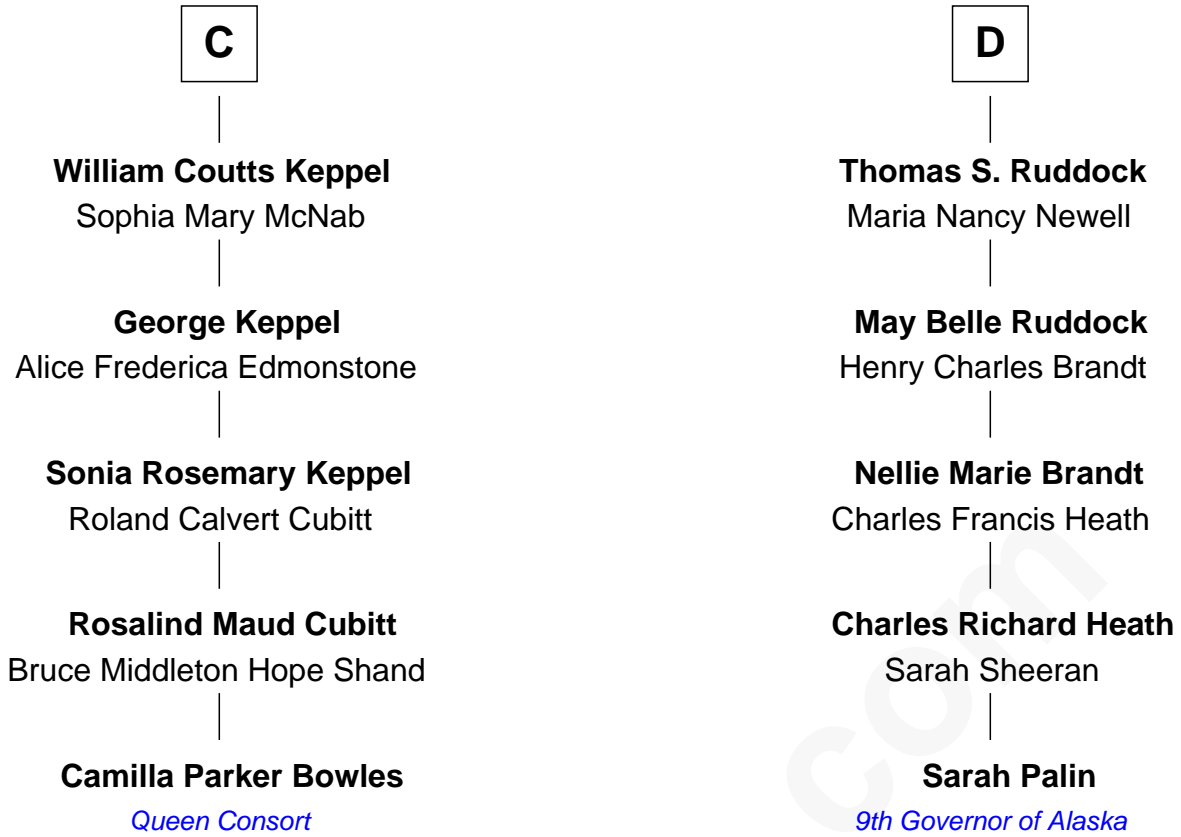 C
William Coutts Keppel
Sophia Mary McNab
George Keppel
Alice Frederica Edmonstone
Sonia Rosemary Keppel
Roland Calvert Cubitt
Rosalind Maud Cubitt
Bruce Middleton Hope Shand
Camilla Parker Bowles
Queen Consort
D
Thomas S. Ruddock
Maria Nancy Newell
May Belle Ruddock
Henry Charles Brandt
Nellie Marie Brandt
Charles Francis Heath
Charles Richard Heath
Sarah Sheeran
Sarah Palin
9th Governor of Alaska
com